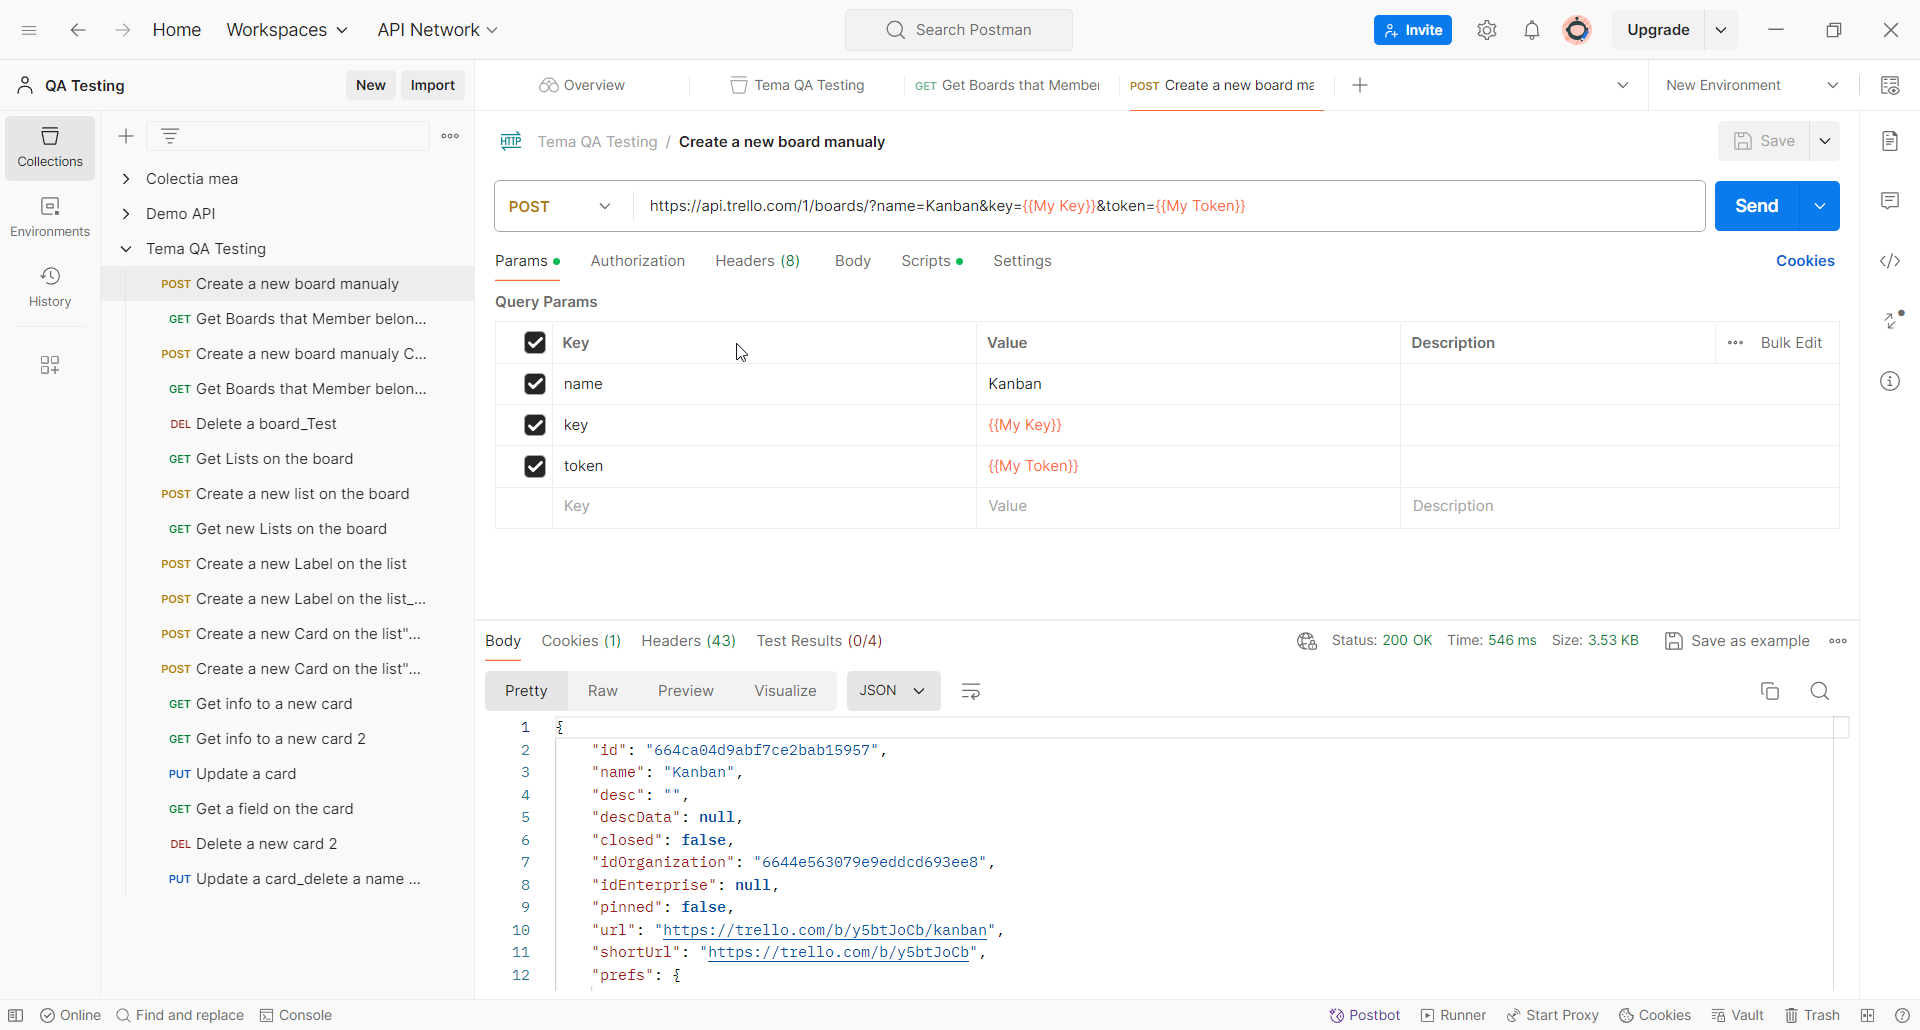 Home Workspaces API Network Search Postman Invite Upgrade
QA Testing New Import Overview Tema QA Testing GET Get Boards that Member POST Create a new board ma New Environment
Collections
Environments
History
Colectia mea
Demo API
Tema QA Testing
POST Create a new board manualy
GET Get Boards that Member belon...
POST Create a new board manualy C...
GET Get Boards that Member belon...
DEL Delete a board_Test
GET Get Lists on the board
POST Create a new list on the board
GET Get new Lists on the board
POST Create a new Label on the list
POST Create a new Label on the list_...
POST Create a new Card on the list"...
POST Create a new Card on the list"...
GET Get info to a new card
GET Get info to a new card 2
PUT Update a card
GET Get a field on the card
DEL Delete a new card 2
PUT Update a card_delete a name ...
HTTP Tema QA Testing / Create a new board manualy Save
POST https://api.trello.com/1/boards/?name=Kanban&key={{My Key}}&token={{My Token}} Send
Params Authorization Headers (8) Body Scripts Settings Cookies
Query Params
Key Value Description Bulk Edit
name Kanban
key {{My Key}}
token {{My Token}}
Key Value Description
Body Cookies (1) Headers (43) Test Results (0/4) Status: 200 OK Time: 546 ms Size: 3.53 KB Save as example
Pretty Raw Preview Visualize JSON
1 {
2 "id": "664ca04d9abf7ce2bab15957",
3 "name": "Kanban",
4 "desc": "",
5 "descData": null,
6 "closed": false,
7 "idOrganization": "6644e563079e9eddcd693ee8",
8 "idEnterprise": null,
9 "pinned": false,
10 "url": "https://trello.com/b/y5btJoCb/kanban",
11 "shortUrl": "https://trello.com/b/y5btJoCb",
12 "prefs": {
Online Find and replace Console Postbot Runner Start Proxy Cookies Vault Trash